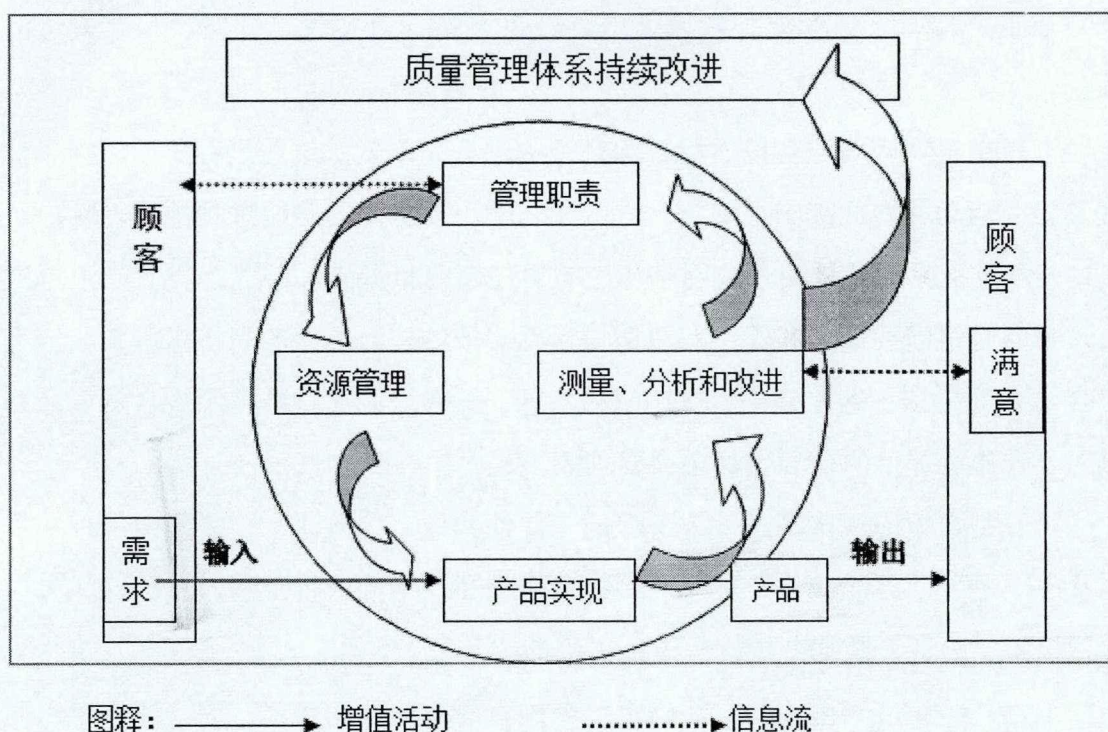 质量管理体系持续改进
顾客
管理职责
顾客
资源管理
测量、分析和改进
满意
需求
输入
产品实现
产品
输出
图释： 增值活动 信息流